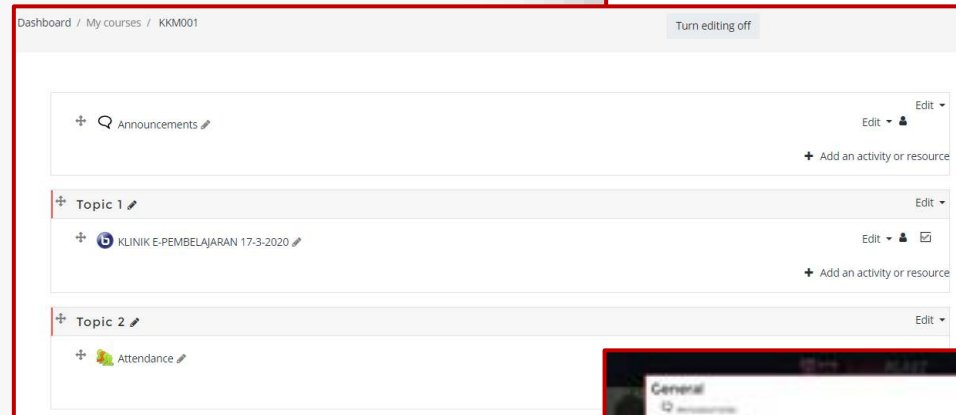 Dashboard / My courses / KKM001
Turn editing off
Edit
Announcements
Edit
+ Add an activity or resource
Topic 1
Edit
KLINIK E-PEMBELAJARAN 17-3-2020
Edit
+ Add an activity or resource
Topic 2
Edit
Attendance
General